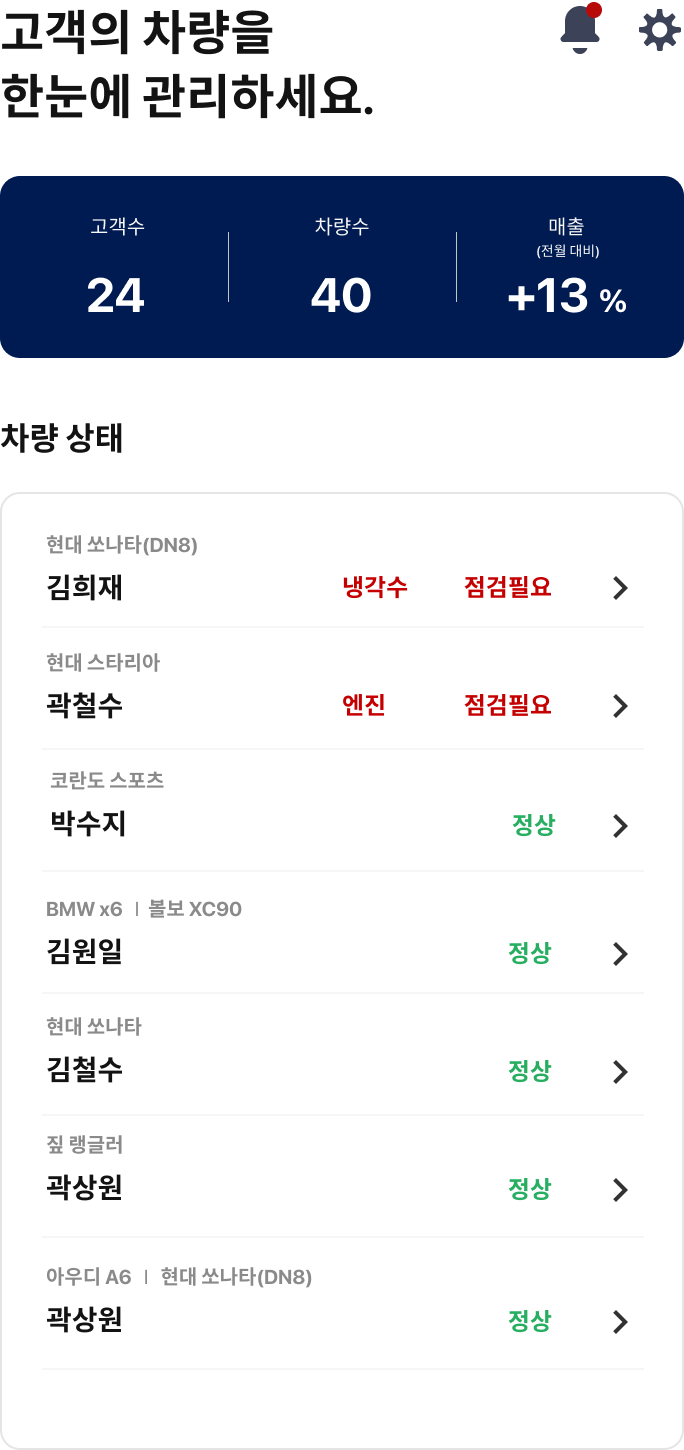 고객의 차량을
한눈에 관리하세요.
고객수 차량수 매출
(전월 대비)
24 40 +13 %
차량 상태
현대 쏘나타(DN8)
김희재 냉각수 점검필요
현대 스타리아
곽철수 엔진 점검필요
코란도 스포츠
박수지 정상
BMW x6 | 볼보 XC90
김원일 정상
현대 쏘나타
김철수 정상
짚 랭글러
곽상원 정상
아우디 A6 | 현대 쏘나타(DN8)
곽상원 정상